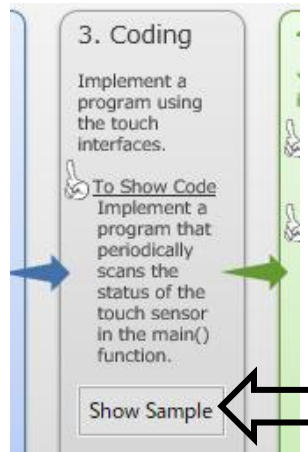 3. Coding
Implement a
program using
the touch
interfaces.
To Show Code
Implement a
program that
periodically
scans the
status of the
touch sensor
in the main()
function.
Show Sample